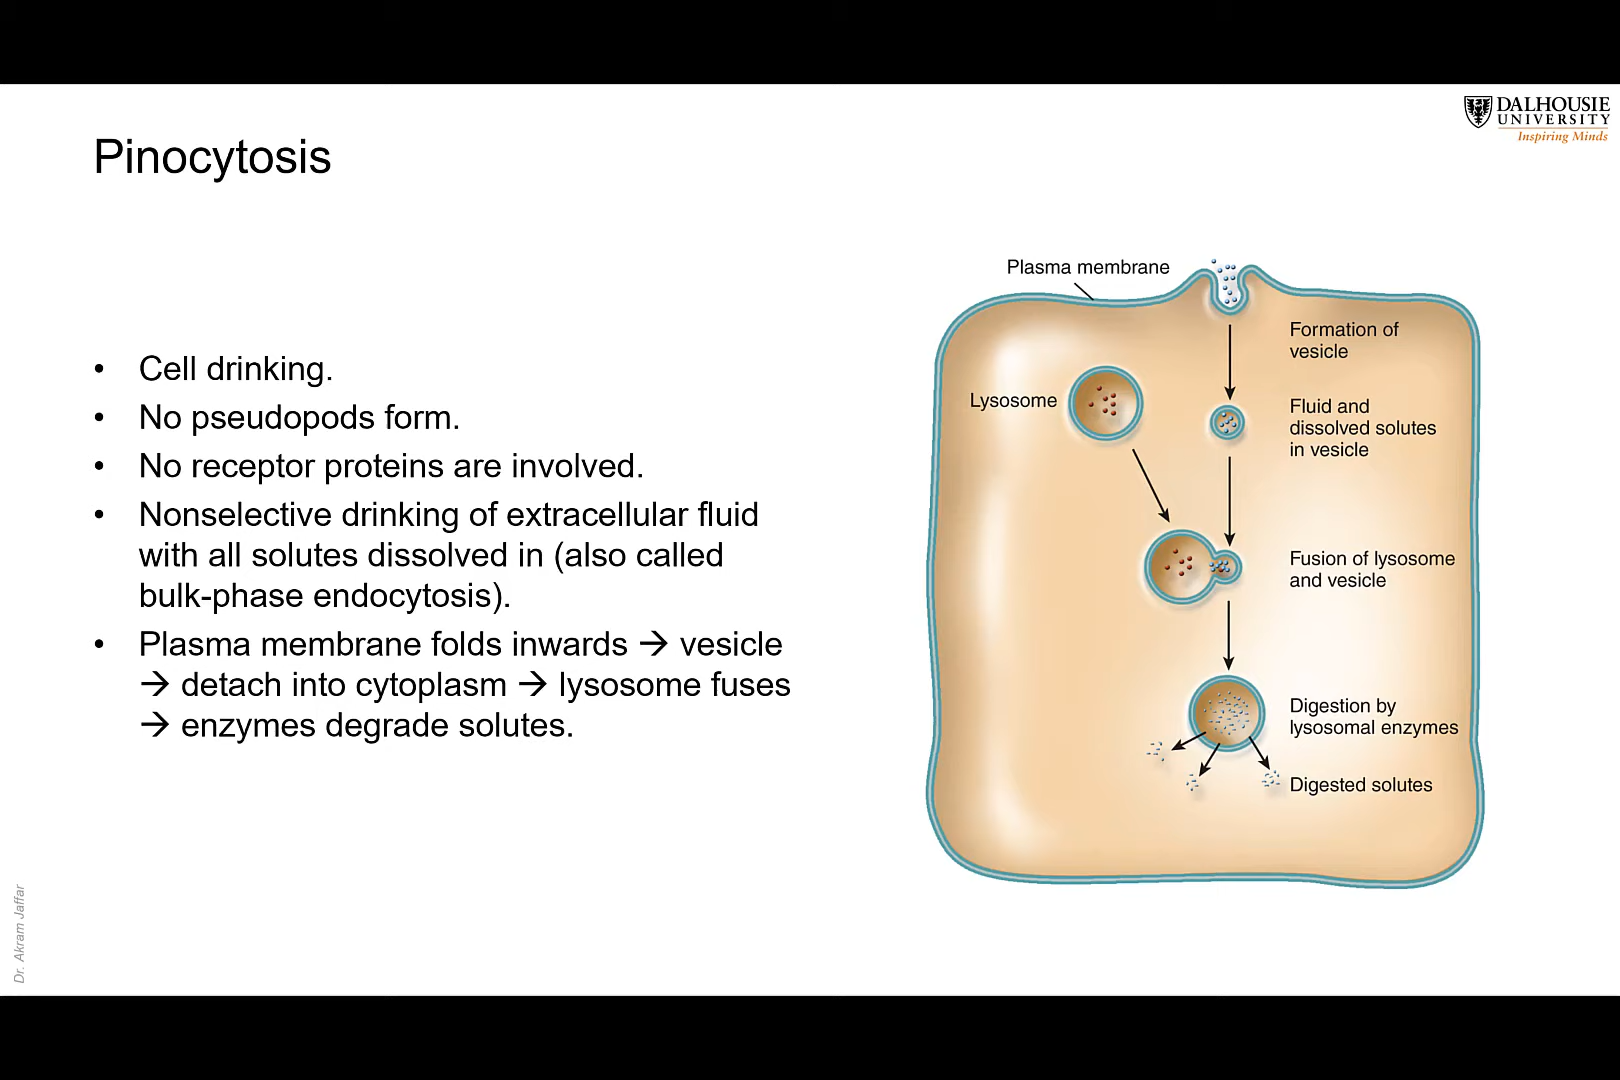 DALHOUSIE
UNIVERSITY
Inspiring Minds
Pinocytosis
• Cell drinking.
• No pseudopods form.
• No receptor proteins are involved.
• Nonselective drinking of extracellular fluid
with all solutes dissolved in (also called
bulk-phase endocytosis).
• Plasma membrane folds inwards → vesicle
→ detach into cytoplasm → lysosome fuses
→ enzymes degrade solutes.
Plasma membrane
Formation of
vesicle
Lysosome
Fluid and
dissolved solutes
in vesicle
Fusion of lysosome
and vesicle
Digestion by
lysosomal enzymes
Digested solutes
Dr. Akram Jaffar